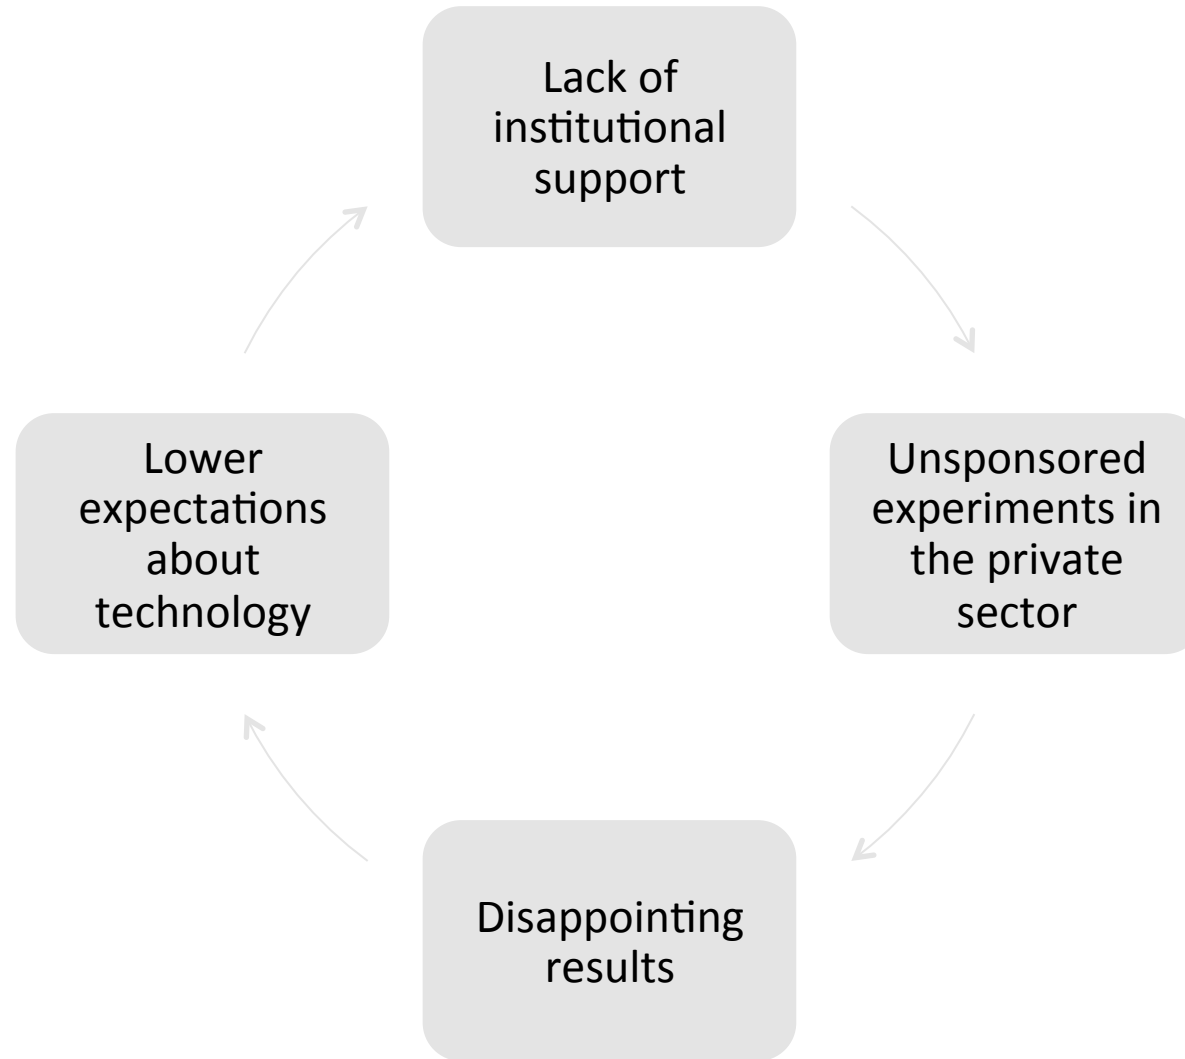 Lack of
institutional
support
Unsponsored
experiments in
the private
sector
Disappointing
results
Lower
expectations
about
technology